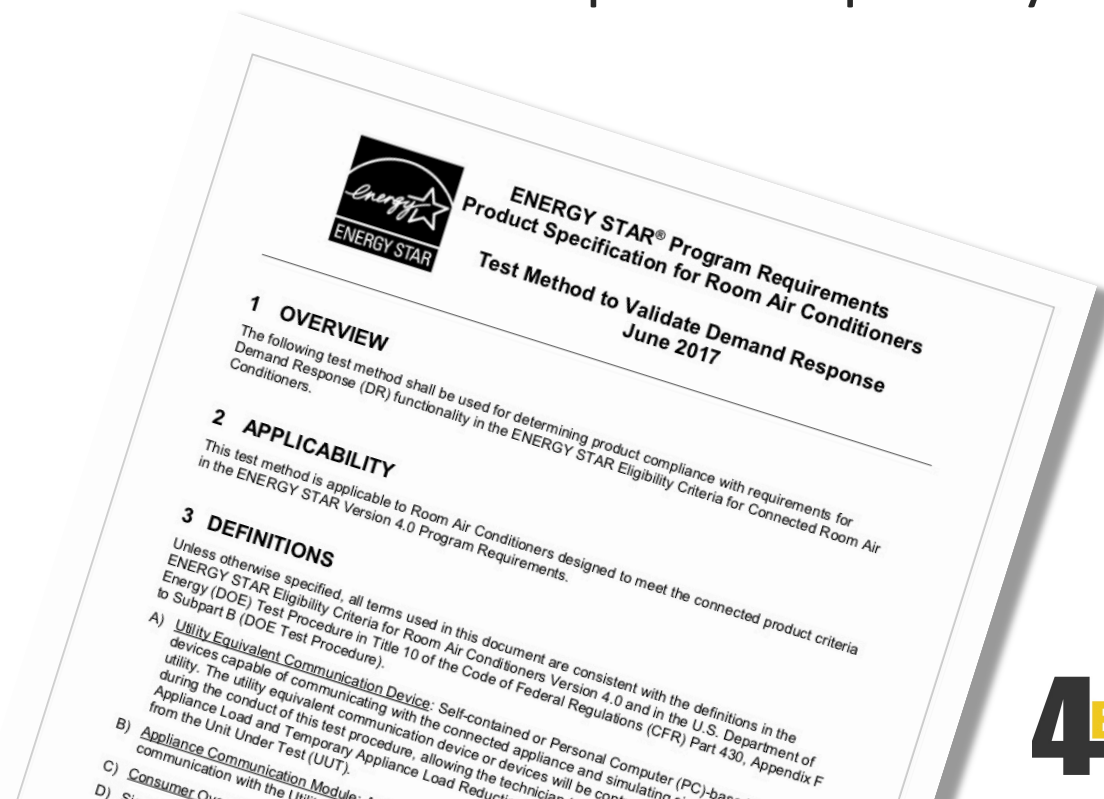 energy
ENERGY STAR
ENERGY STAR® Program Requirements
Product Specification for Room Air Conditioners
Test Method to Validate Demand Response
June 2017
1 OVERVIEW
The following test method shall be used for determining product compliance with requirements for
Demand Response (DR) functionality in the ENERGY STAR Eligibility Criteria for Connected Room Air
Conditioners.
2 APPLICABILITY
This test method is applicable to Room Air Conditioners designed to meet the connected product criteria
in the ENERGY STAR Version 4.0 Program Requirements.
3 DEFINITIONS
Unless otherwise specified, all terms used in this document are consistent with the definitions in the
ENERGY STAR Eligibility Criteria for Room Air Conditioners Version 4.0 and in the U.S. Department of
Energy (DOE) Test Procedure in Title 10 of the Code of Federal Regulations (CFR) Part 430, Appendix F
to Subpart B (DOE Test Procedure).
A) Utility Equivalent Communication Device: Self-contained or Personal Computer (PC)-based
devices capable of communicating with the connected appliance and simulating
utility. The utility equivalent communication device or devices will be
during the conduct of this test procedure, allowing the technician
Appliance Load and Temporary Appliance Load
from the Unit Under Test (UUT).
B) Appliance Communication Module:
communication with the
C) Consumer
D)
4